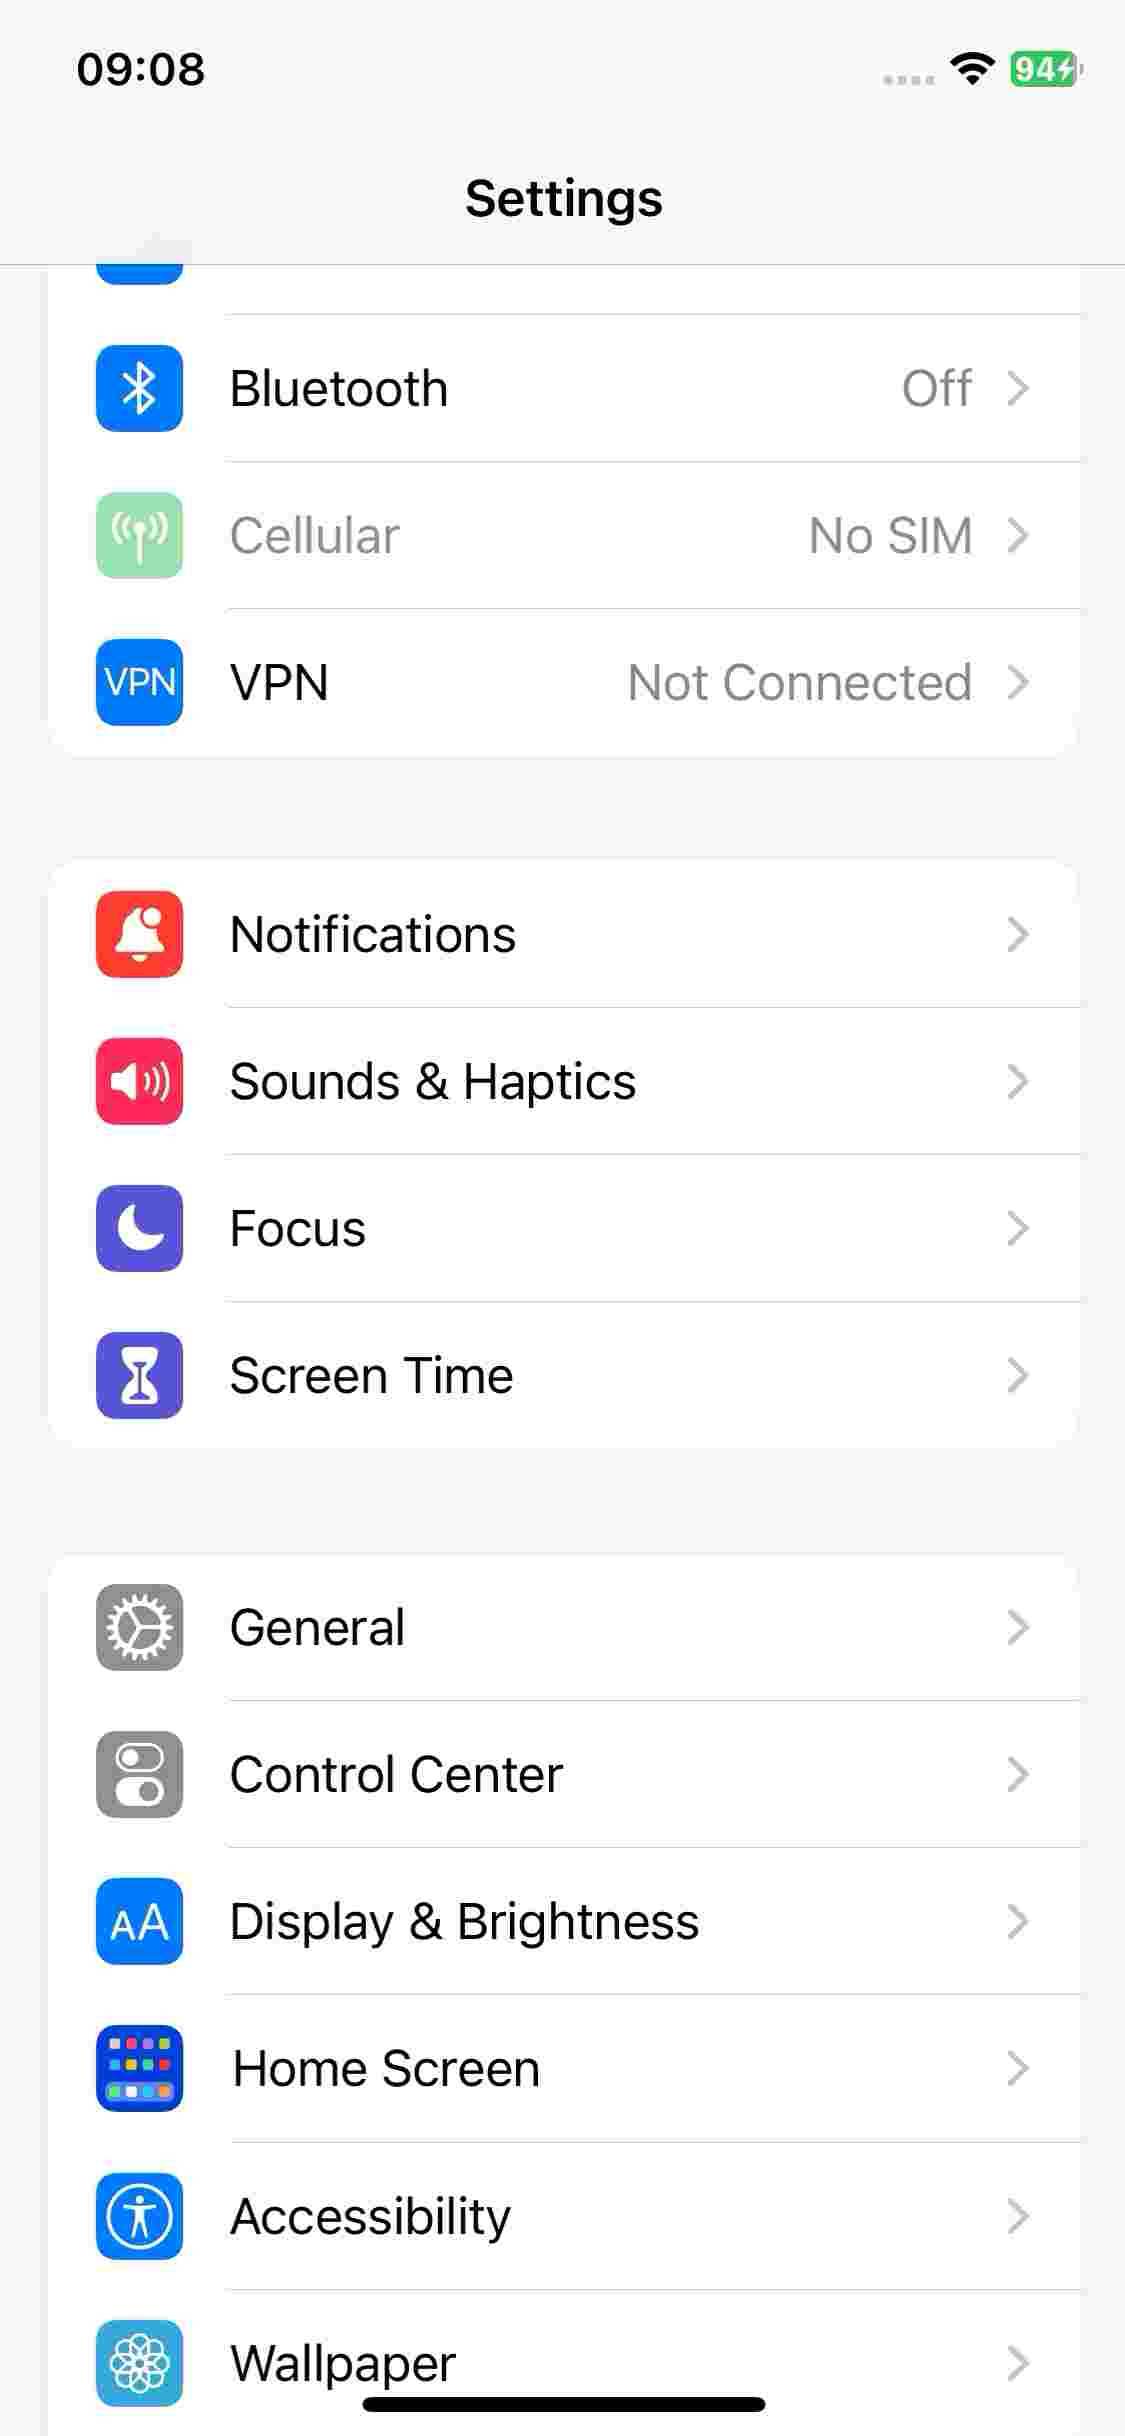 09:08
94
Settings
Bluetooth Off
Cellular No SIM
VPN VPN Not Connected
Notifications
Sounds & Haptics
Focus
Screen Time
General
Control Center
AA Display & Brightness
Home Screen
Accessibility
Wallpaper